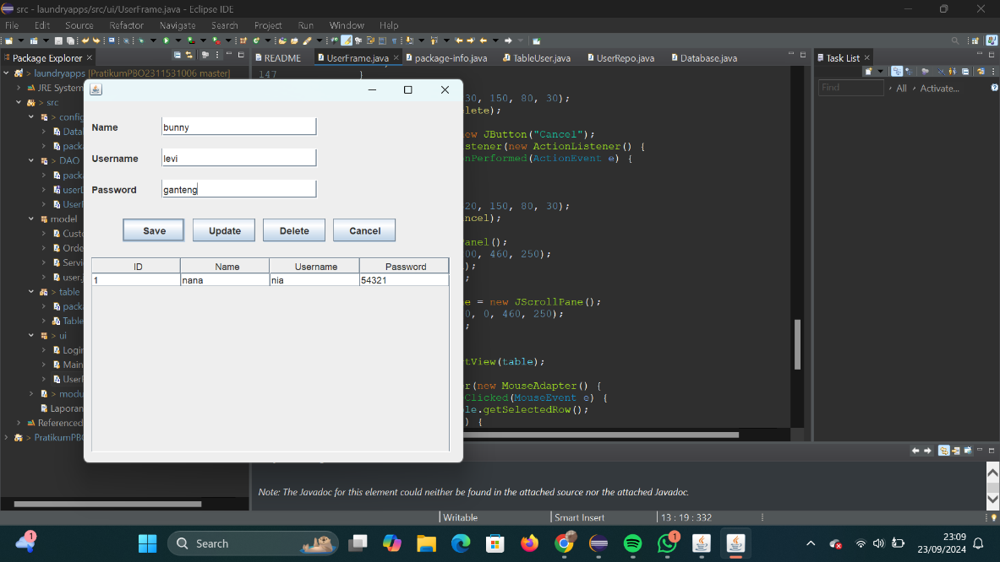 src - laundryapps/src/ui/UserFrame.java - Eclipse IDE
File Edit Source Refactor Navigate Search Project Run Window Help
Package Explorer
README UserFrame.java package-info.java TableUser.java UserRepo.java Database.java
Task List
> laundryapps [PratikumPBO2311531006 master]
JRE System
> src
> config
Data
pack
> DAO
pack
userD
UserR
model
Custo
Orde
Servi
user.j
> table
pack
Table
> ui
Login
Main
UserF
> modu
Laporan
Referenced
> PratikumPBO
Name bunny
Username levi
Password ganteng
Save Update Delete Cancel
ID Name Username Password
1 nana nia 54321
147 }
30, 150, 80, 30);
lete);
ew JButton("Cancel");
stener(new ActionListener() {
nPerformed(ActionEvent e) {
20, 150, 80, 30);
ncel);
anel();
00, 460, 250);
);
;
e = new JScrollPane();
0, 0, 460, 250);
;
tView(table);
r(new MouseAdapter() {
Clicked(MouseEvent e) {
le.getSelectedRow();
) {
Find All Activate...
Note: The Javadoc for this element could neither be found in the attached source nor the attached Javadoc.
Writable Smart Insert 13 : 19 : 332
1
Search
1
23:09
23/09/2024